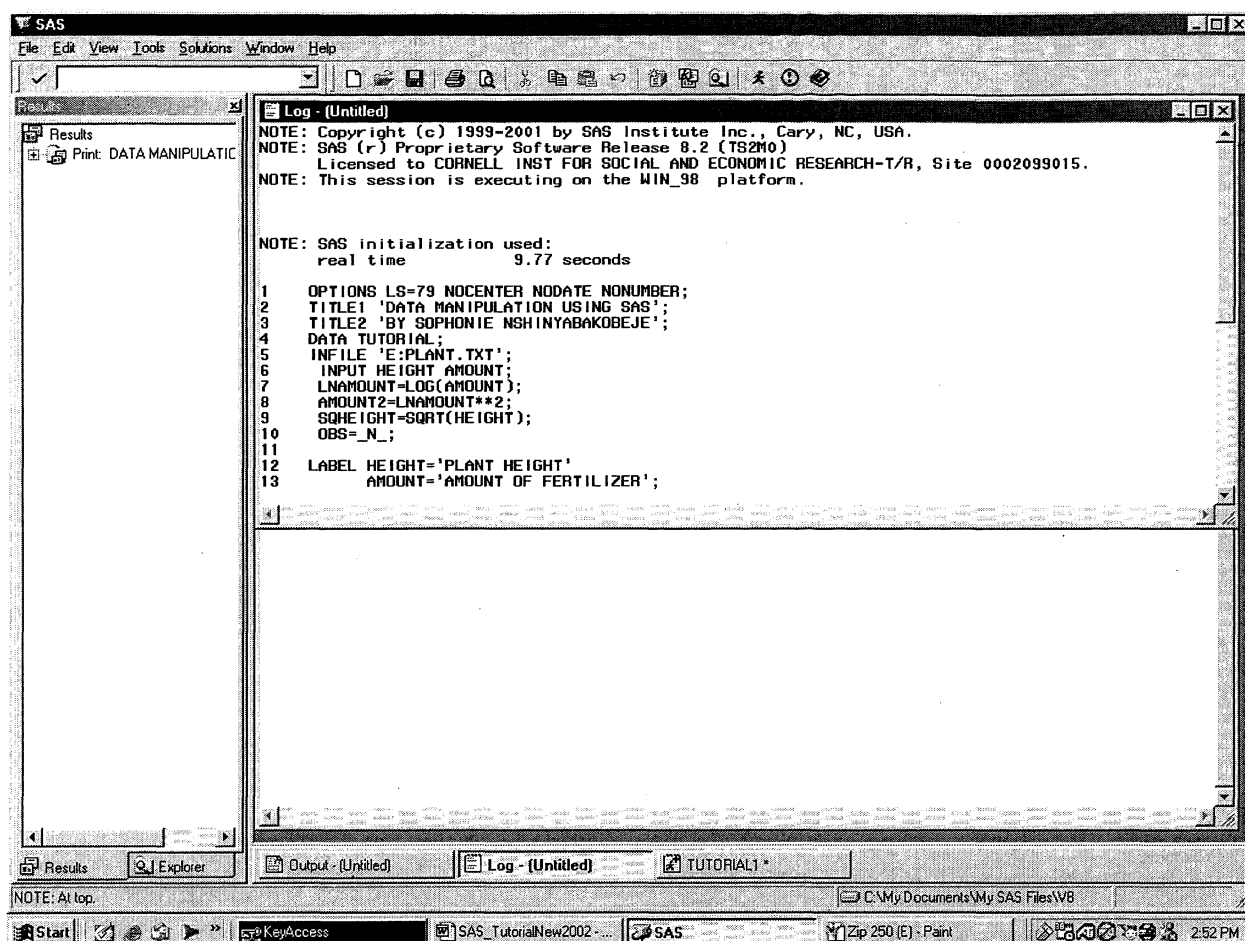 SAS
File Edit View Tools Solutions Window Help
Results
Results
Print: DATA MANIPULATIC
Log - (Untitled)
NOTE: Copyright (c) 1999-2001 by SAS Institute Inc., Cary, NC, USA.
NOTE: SAS (r) Proprietary Software Release 8.2 (TS2M0)
Licensed to CORNELL INST FOR SOCIAL AND ECONOMIC RESEARCH-T/R, Site 0002099015.
NOTE: This session is executing on the WIN_98 platform.
NOTE: SAS initialization used:
real time 9.77 seconds
1 OPTIONS LS=79 NOCENTER NODATE NONUMBER;
2 TITLE1 'DATA MANIPULATION USING SAS';
3 TITLE2 'BY SOPHONIE NSHINYABAKOBEJE';
4 DATA TUTORIAL;
5 INFILE 'E:PLANT.TXT';
6 INPUT HEIGHT AMOUNT;
7 LNAMOUNT=LOG(AMOUNT);
8 AMOUNT2=LNAMOUNT**2;
9 SQHEIGHT=SQRT(HEIGHT);
10 OBS=_N_;
11
12 LABEL HEIGHT='PLANT HEIGHT'
13 AMOUNT='AMOUNT OF FERTILIZER';
Results Explorer Output - (Untitled) Log - (Untitled) TUTORIAL1 *
NOTE: At top. C:\My Documents\My SAS Files\V8
Start KeyAccess SAS_TutorialNew2002 -... SAS Zip 250 (E) - Paint 2:52 PM